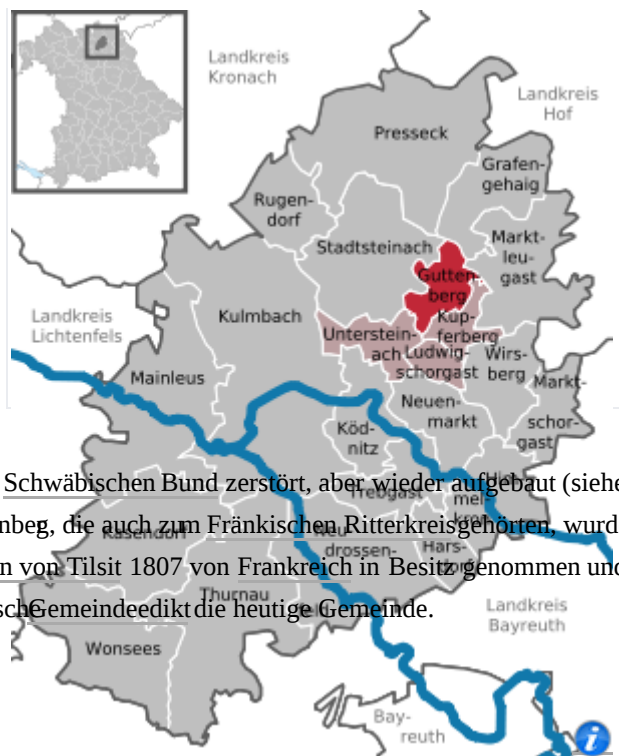 Landkreis
Kronach
Landkreis
Hof
Presseck
Grafen-
gehaig
Rugen-
dorf
Markt-
leu-
gast
Stadtsteinach
Gutten
berg
Kulmbach
Kup-
ferberg
Landkreis
Lichtenfels
Unterstein-
ach
Ludwig-
schorgast
Wirs-
berg
Mainleus
Markt-
schor-
gast
Neuen-
markt
Köd-
nitz
Schwäbischen Bund zerstört, aber wieder aufgebaut (siehe
Trebgast
mel-
nbeg, die auch zum Fränkischen Ritterkreisgehörten, wurd
Kasendorf
drossen-
Hars-
n von Tilsit 1807 von Frankreich in Besitz genommen und
Thurnau
scheGemeindeedikt die heutige Gemeinde.
Landkreis
Bayreuth
Wonsees
Bay-
reuth
i